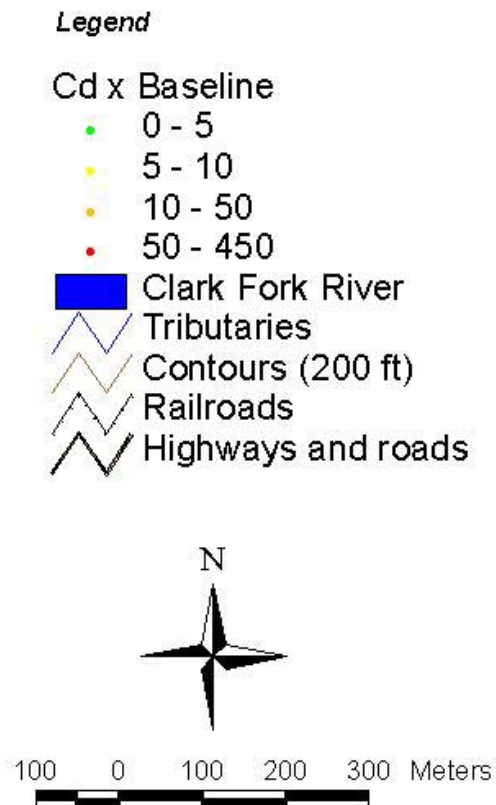 Legend
Cd x Baseline
0 - 5
5 - 10
10 - 50
50 - 450
Clark Fork River
Tributaries
Contours (200 ft)
Railroads
Highways and roads
N
100 0 100 200 300 Meters